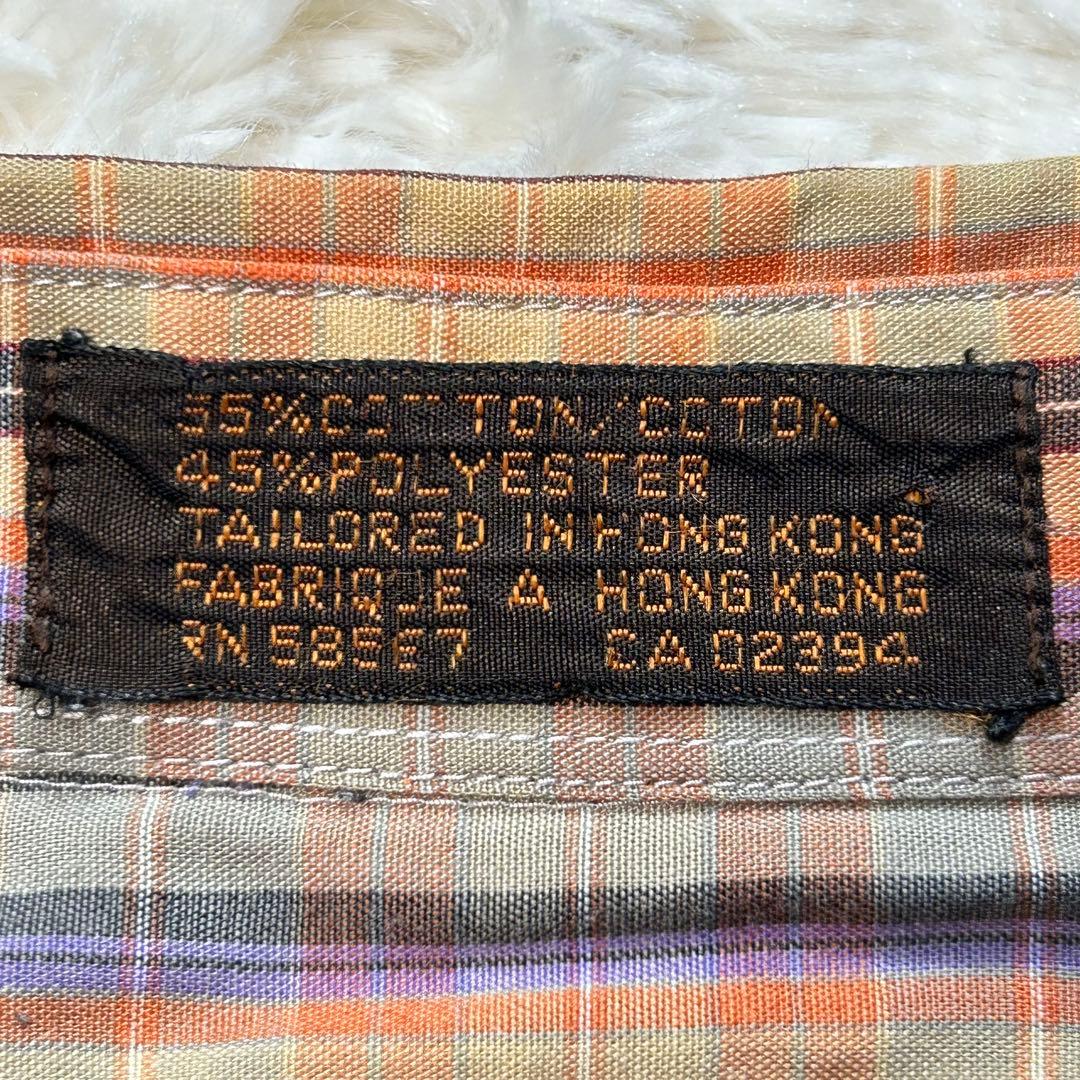 55% COTTON/COTON
45% POLYESTER
TAILORED IN HONG KONG
FABRIQUE A HONG KONG
RN 58567 CA 02394